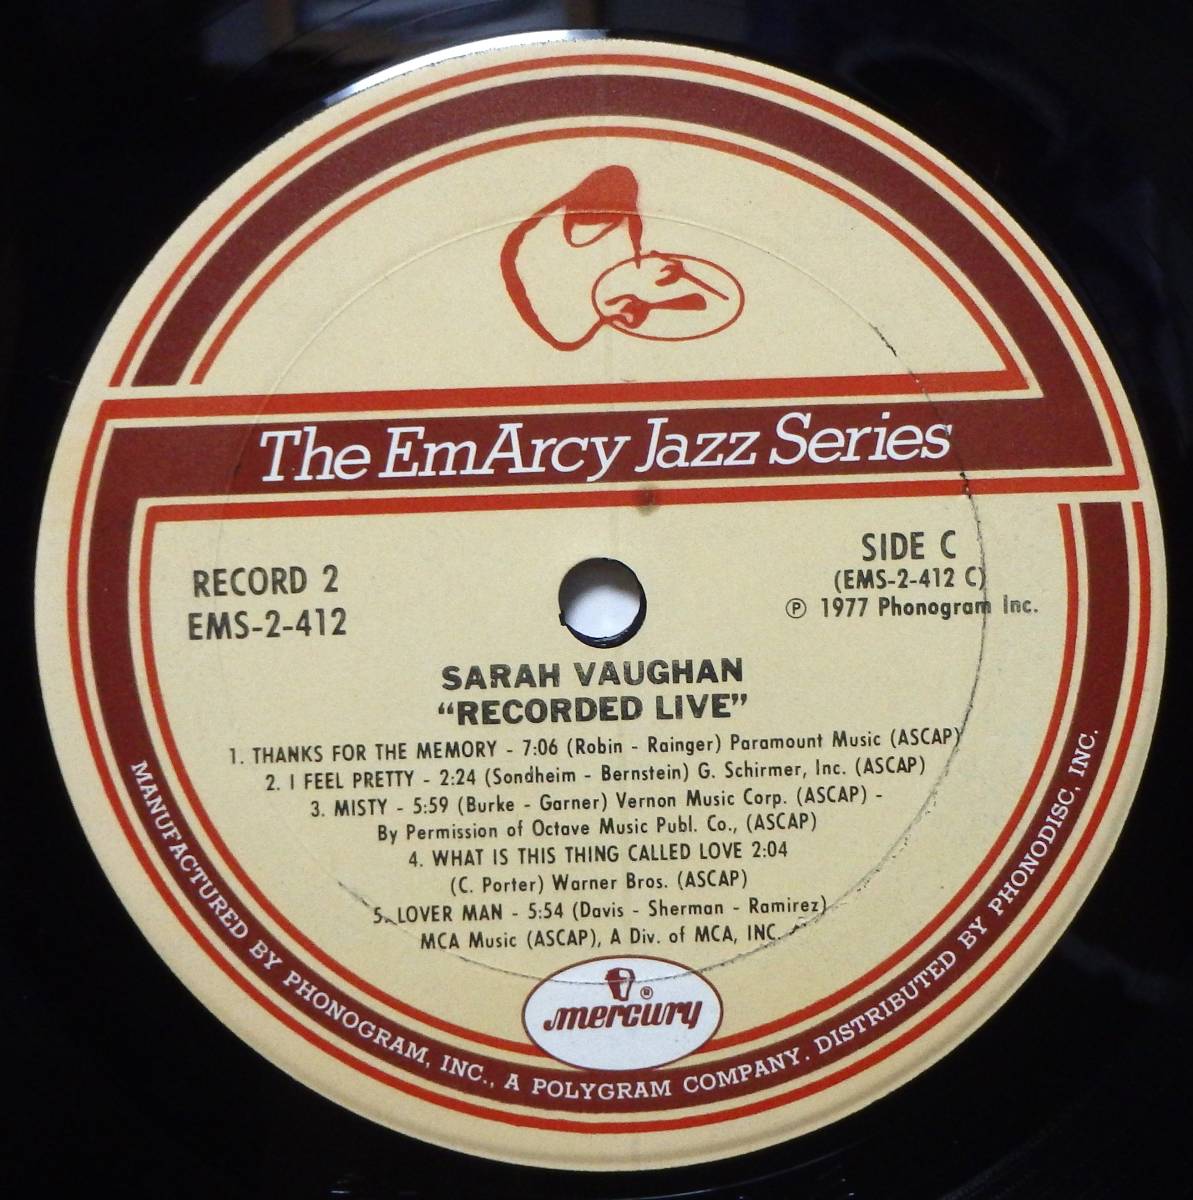 The EmArcy Jazz Series
RECORD 2
EMS-2-412
SIDE C
(EMS-2-412 C)
℗ 1977 Phonogram Inc.
SARAH VAUGHAN
“RECORDED LIVE”
1. THANKS FOR THE MEMORY - 7:06 (Robin - Rainger) Paramount Music (ASCAP)
2. I FEEL PRETTY - 2:24 (Sondheim - Bernstein) G. Schirmer, Inc. (ASCAP)
3. MISTY - 5:59 (Burke - Garner) Vernon Music Corp. (ASCAP) -
By Permission of Octave Music Publ. Co., (ASCAP)
4. WHAT IS THIS THING CALLED LOVE 2:04
(C. Porter) Warner Bros. (ASCAP)
5. LOVER MAN - 5:54 (Davis - Sherman - Ramirez)
MCA Music (ASCAP), A Div. of MCA, INC.
mercury ®
MANUFACTURED BY PHONOGRAM, INC., A POLYGRAM COMPANY. DISTRIBUTED BY PHONODISC, INC.